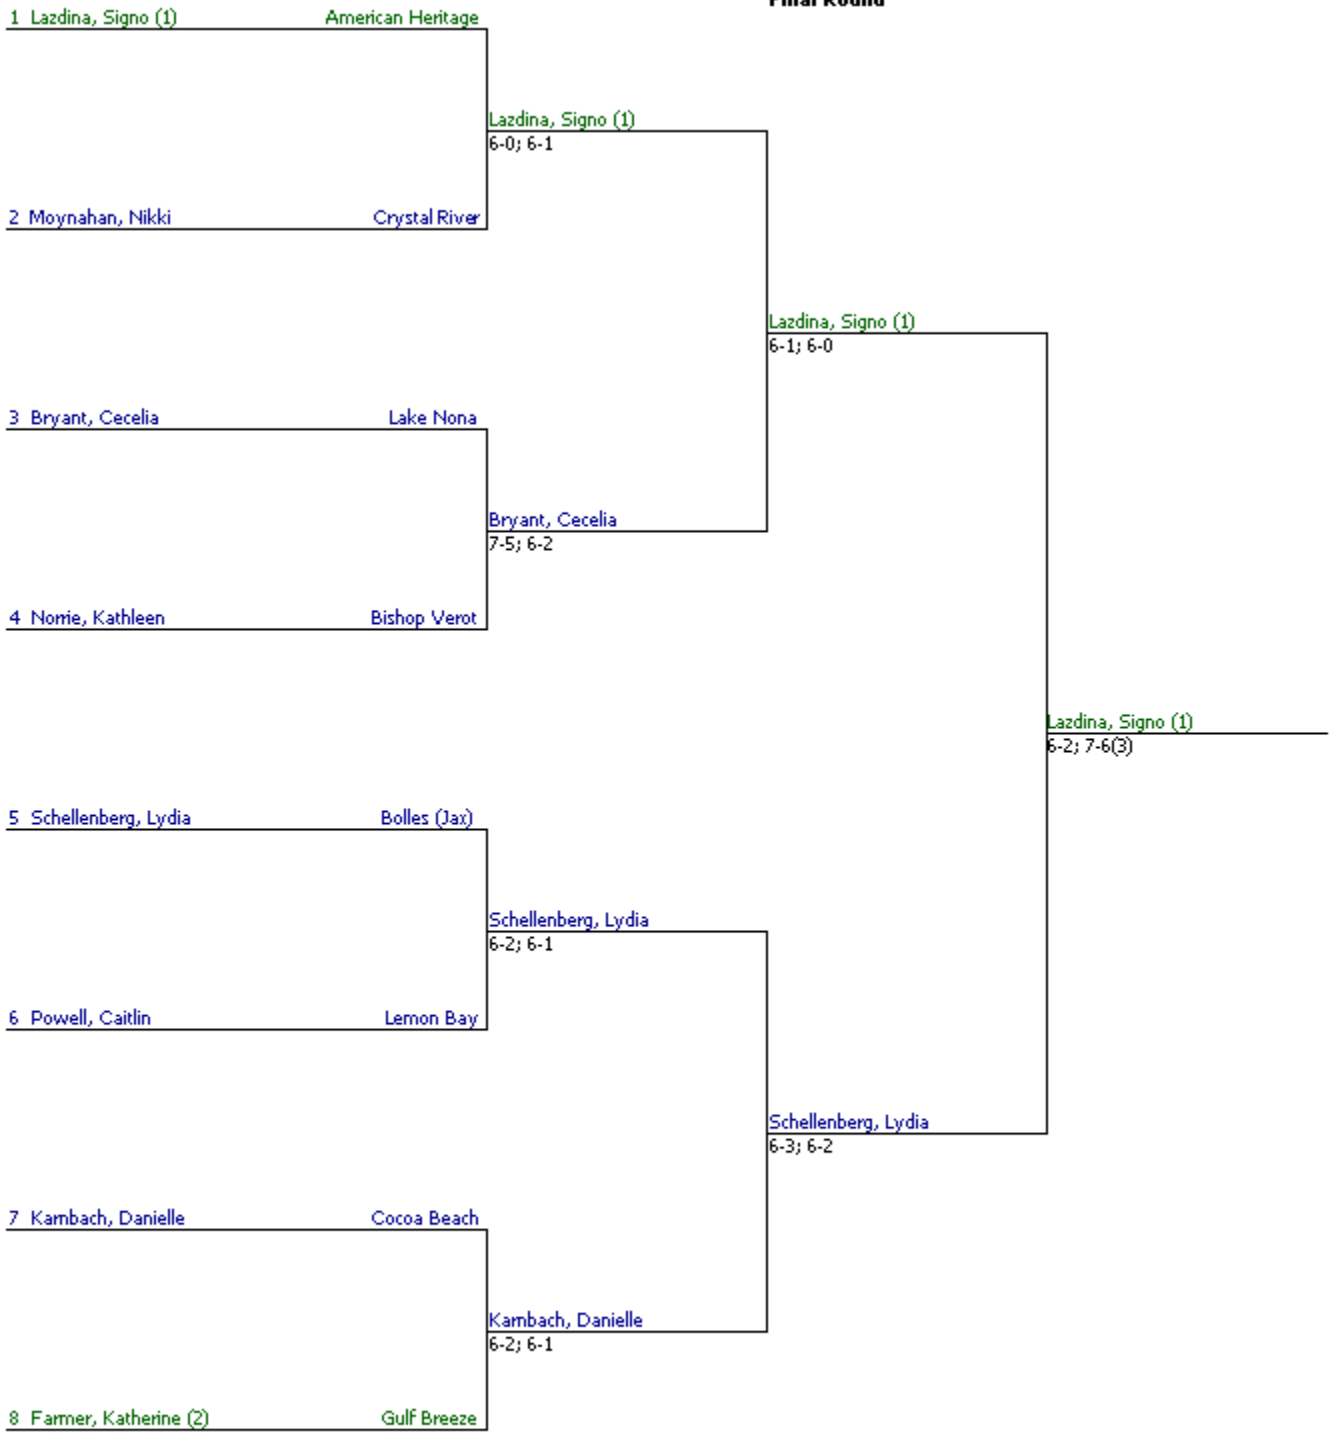 Final Round
1 Lazdina, Signo (1) American Heritage
Lazdina, Signo (1)
6-0; 6-1
2 Moynahan, Nikki Crystal River
Lazdina, Signo (1)
6-1; 6-0
3 Bryant, Cecelia Lake Nona
Bryant, Cecelia
7-5; 6-2
4 Norrie, Kathleen Bishop Verot
Lazdina, Signo (1)
6-2; 7-6(3)
5 Schellenberg, Lydia Bolles (Jax)
Schellenberg, Lydia
6-2; 6-1
6 Powell, Caitlin Lemon Bay
Schellenberg, Lydia
6-3; 6-2
7 Kambach, Danielle Cocoa Beach
Kambach, Danielle
6-2; 6-1
8 Farmer, Katherine (2) Gulf Breeze